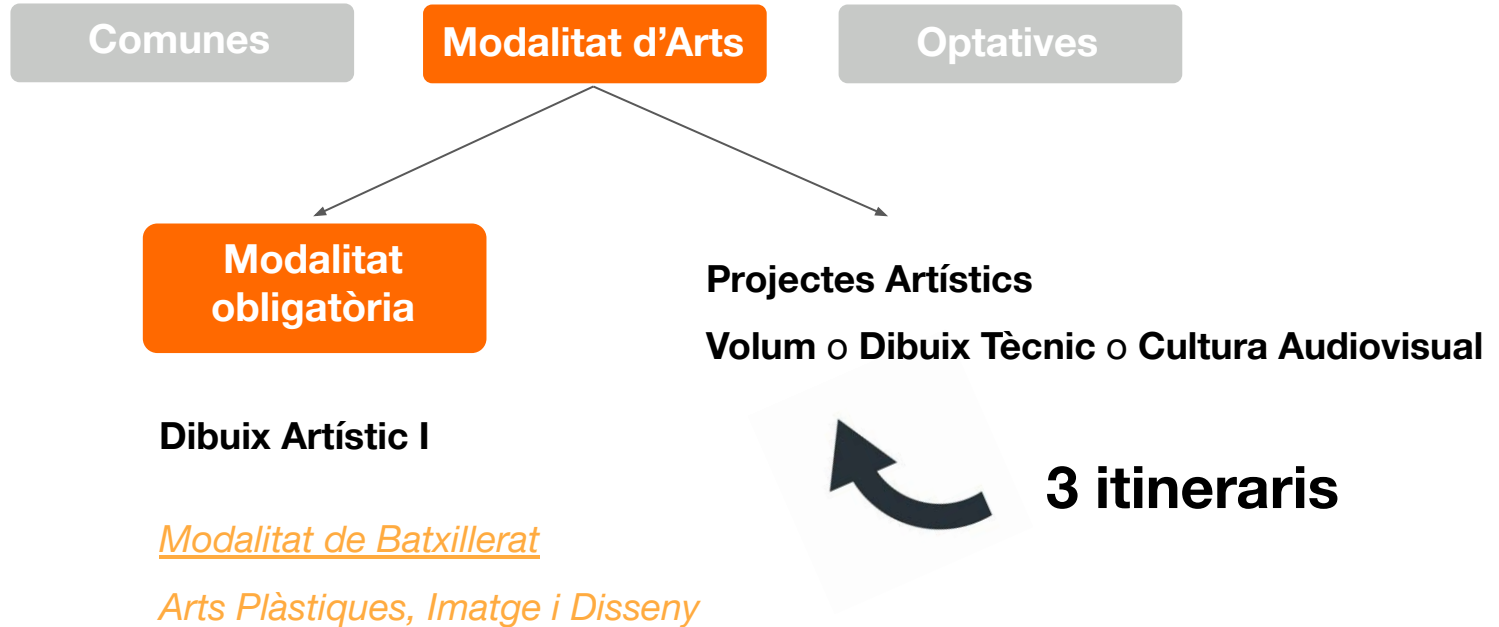 Comunes
Modalitat d’Arts
Optatives
Modalitat
obligatòria
Projectes Artístics
Volum o Dibuix Tècnic o Cultura Audiovisual
Dibuix Artístic I
3 itineraris
Modalitat de Batxillerat
Arts Plàstiques, Imatge i Disseny